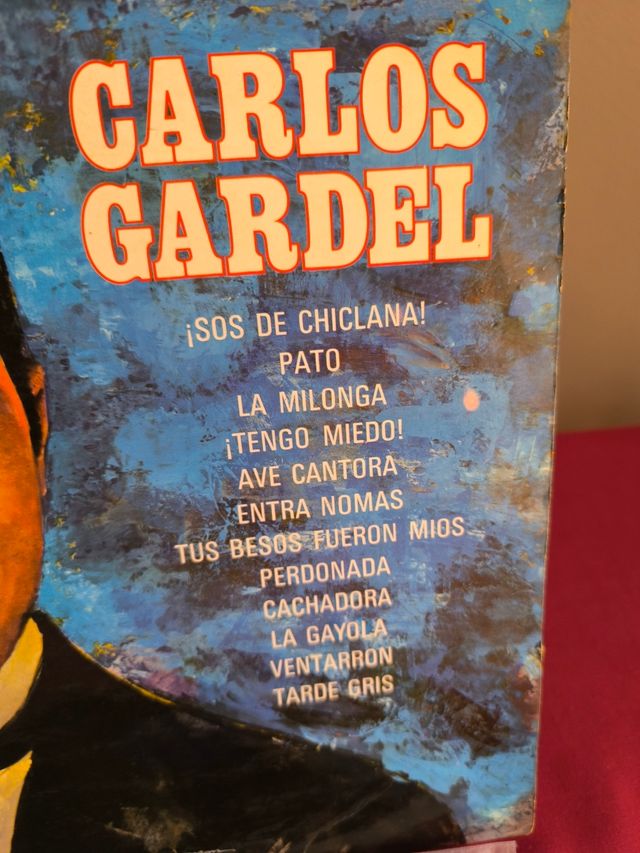 CARLOS
GARDEL
¡SOS DE CHICLANA!
PATO
LA MILONGA
¡TENGO MIEDO!
AVE CANTORA
ENTRA NOMAS
TUS BESOS FUERON MIOS
PERDONADA
CACHADORA
LA GAYOLA
VENTARRON
TARDE GRIS